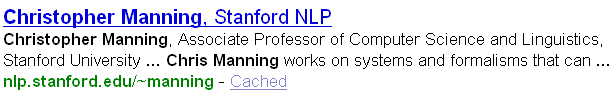 Christopher Manning, Stanford NLP
Christopher Manning, Associate Professor of Computer Science and Linguistics,
Stanford University ... Chris Manning works on systems and formalisms that can ...
nlp.stanford.edu/~manning - Cached